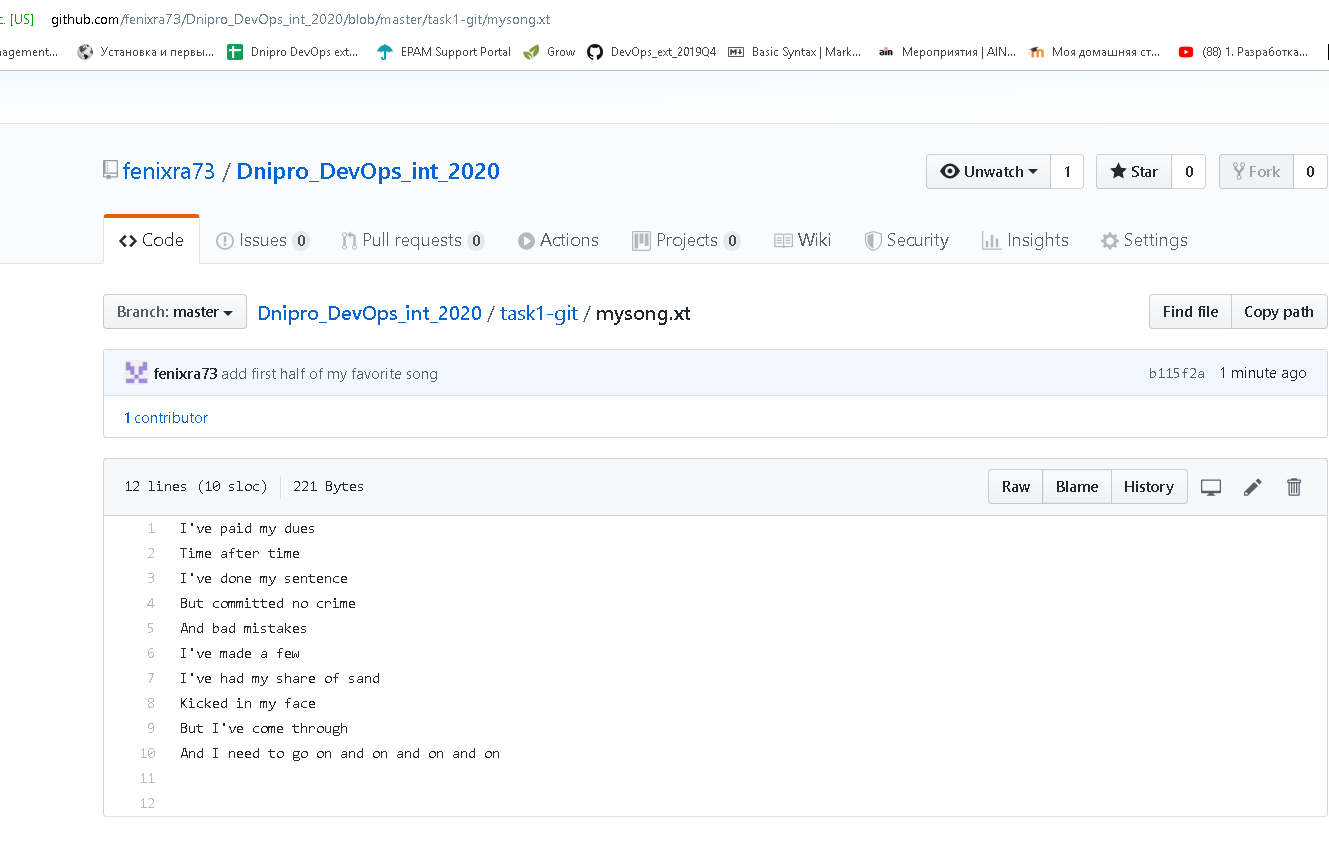 c. [US] github.com/fenixra73/Dnipro_DevOps_int_2020/blob/master/task1-git/mysong.xt
nagement... Установка и первы... Dnipro DevOps ext... EPAM Support Portal Grow DevOps_ext_2019Q4 Basic Syntax | Mark... ain Мероприятия | AIN... Моя домашняя ст... (88) 1. Разработка...
fenixra73 / Dnipro_DevOps_int_2020 Unwatch 1 Star 0 Fork 0
Code Issues 0 Pull requests 0 Actions Projects 0 Wiki Security Insights Settings
Branch: master Dnipro_DevOps_int_2020 / task1-git / mysong.xt Find file Copy path
fenixra73 add first half of my favorite song b115f2a 1 minute ago
1 contributor
12 lines (10 sloc) 221 Bytes Raw Blame History
1 I've paid my dues
2 Time after time
3 I've done my sentence
4 But committed no crime
5 And bad mistakes
6 I've made a few
7 I've had my share of sand
8 Kicked in my face
9 But I've come through
10 And I need to go on and on and on and on
11
12